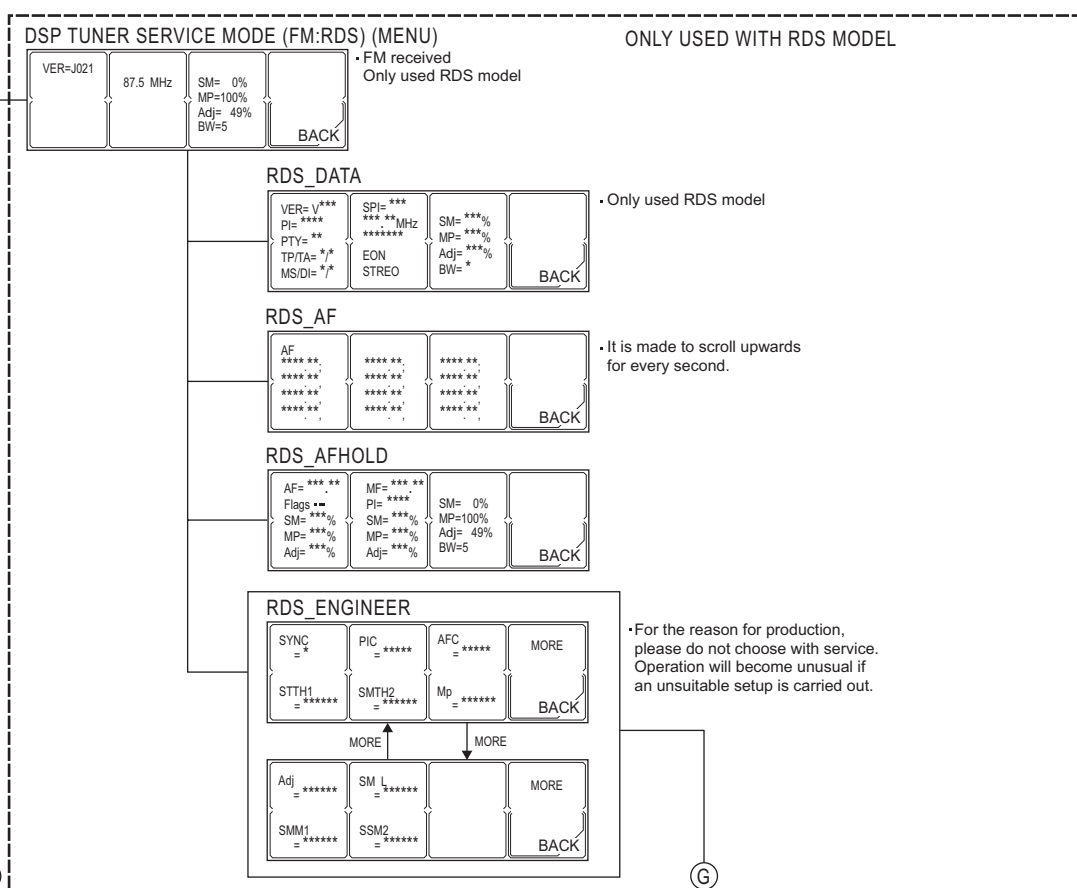 DSP TUNER SERVICE MODE (FM:RDS) (MENU)
ONLY USED WITH RDS MODEL
VER=J021
87.5 MHz
SM= 0%
MP=100%
Adj= 49%
BW=5
BACK
- FM received
Only used RDS model
RDS_DATA
VER= V***
PI= ****
PTY= **
TP/TA= */*
MS/DI= */*
SPI= ***
***.**MHz
*******
EON
STREO
SM= ***%
MP= ***%
Adj= ***%
BW= *
BACK
- Only used RDS model
RDS_AF
AF
****.**,
****.**,
****.**,
****.**,
****.**,
****.**,
****.**,
****.**,
****.**,
****.**,
****.**,
****.**,
BACK
- It is made to scroll upwards
for every second.
RDS_AFHOLD
AF= ***.**
Flags --
SM= ***%
MP= ***%
Adj= ***%
MF= ***.**
PI= ****
SM= ***%
MP= ***%
Adj= ***%
SM= 0%
MP=100%
Adj= 49%
BW=5
BACK
RDS_ENGINEER
SYNC
= *
PIC
= *****
AFC
= *****
MORE
STTH1
= ******
SMTH2
= ******
Mp
= ******
BACK
- For the reason for production,
please do not choose with service.
Operation will become unusual if
an unsuitable setup is carried out.
MORE
MORE
Adj
= ******
SM L
= ******
MORE
SMM1
= ******
SSM2
= ******
BACK
G